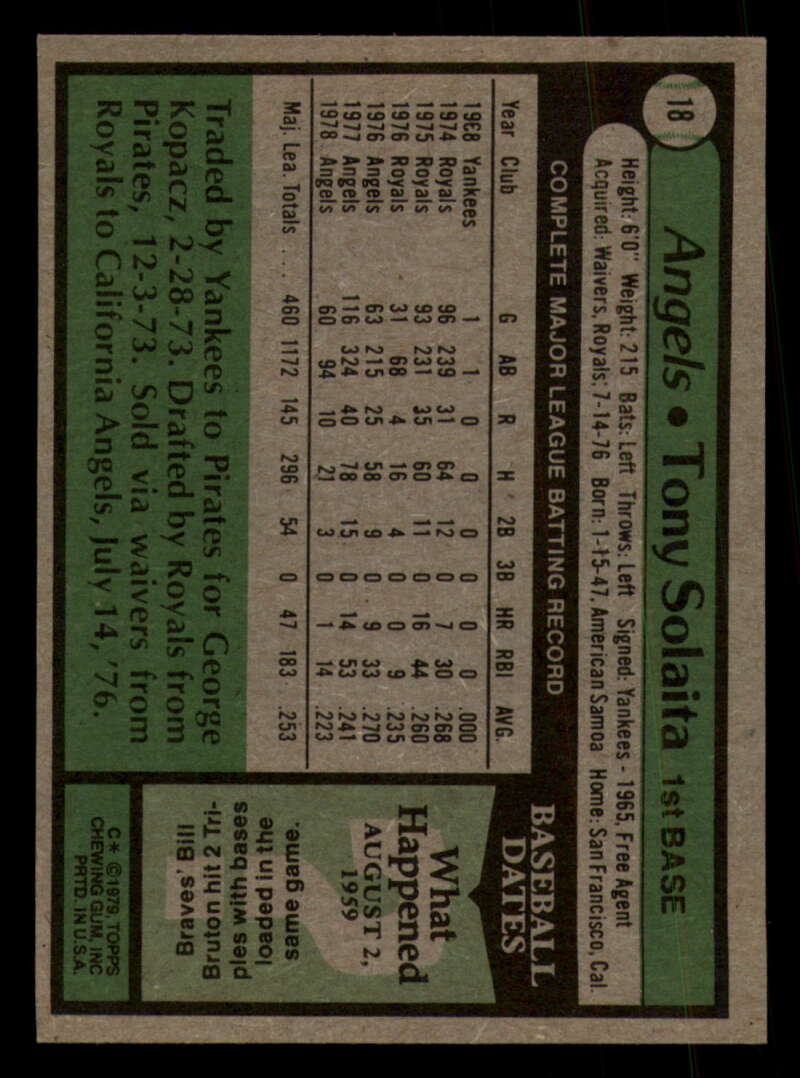 18
Angels • Tony Solaita 1st BASE
Height: 6'0" Weight: 215 Bats: Left Throws: Left Signed: Yankees - 1965, Free Agent
Acquired: Waivers, Royals: 7-14-76 Born: 1-15-47, American Samoa Home: San Francisco, Cal.
COMPLETE MAJOR LEAGUE BATTING RECORD
Year Club G AB R H 2B 3B HR RBI AVG.
1968 Yankees 1 1 0 0 0 0 0 0 .000
1974 Royals 96 239 31 64 12 0 7 30 .268
1975 Royals 93 231 35 60 11 0 16 44 .260
1976 Royals 31 68 4 16 4 0 0 9 .235
1976 Angels 63 215 25 58 9 0 9 33 .270
1977 Angels 116 324 40 78 15 0 14 53 .241
1978 Angels 60 94 10 21 3 0 1 14 .223
Maj. Lea. Totals ... 460 1172 145 296 54 0 47 183 .253
Traded by Yankees to Pirates for George
Kopacz, 2-28-73. Drafted by Royals from
Pirates, 12-3-73. Sold via waivers from
Royals to California Angels, July 14, '76.
BASEBALL
DATES
What
Happened
AUGUST 2,
1959
Braves' Bill
Bruton hit 2 Tri-
ples with bases
loaded in the
same game.
C* ©1979, TOPPS
CHEWING GUM, INC
PRTD. IN U.S.A.